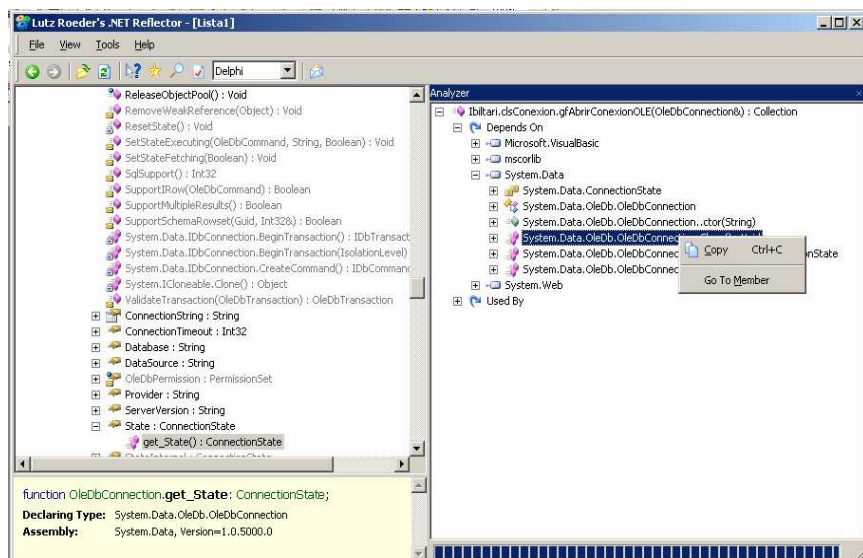 Lutz Roeder's .NET Reflector - [Lista1]
File View Tools Help
Delphi
ReleaseObjectPool() : Void
RemoveWeakReference(Object) : Void
ResetState() : Void
SetStateExecuting(OleDbCommand, String, Boolean) : Void
SetStateFetching(Boolean) : Void
SqlSupport() : Int32
SupportIRow(OleDbCommand) : Boolean
SupportMultipleResults() : Boolean
SupportSchemaRowset(Guid, Int32&) : Boolean
System.Data.IDbConnection.BeginTransaction() : IDbTransact
System.Data.IDbConnection.BeginTransaction(IsolationLevel)
System.Data.IDbConnection.CreateCommand() : IDbComman
System.ICloneable.Clone() : Object
ValidateTransaction(OleDbTransaction) : OleDbTransaction
ConnectionString : String
ConnectionTimeout : Int32
Database : String
DataSource : String
OleDbPermission : PermissionSet
Provider : String
ServerVersion : String
State : ConnectionState
get_State() : ConnectionState
StateInternal : ConnectionState
Analyzer
Ibiltari.clsConexion.gfAbrirConexionOLE(OleDbConnection&) : Collection
Depends On
Microsoft.VisualBasic
mscorlib
System.Data
System.Data.ConnectionState
System.Data.OleDb.OleDbConnection
System.Data.OleDb.OleDbConnection..ctor(String)
System.Data.OleDb.OleDbConnection
System.Data.OleDb.OleDbConnec ionState
System.Data.OleDb.OleDbConnec
System.Web
Used By
Copy Ctrl+C
Go To Member
function OleDbConnection.get_State: ConnectionState;
Declaring Type: System.Data.OleDb.OleDbConnection
Assembly: System.Data, Version=1.0.5000.0